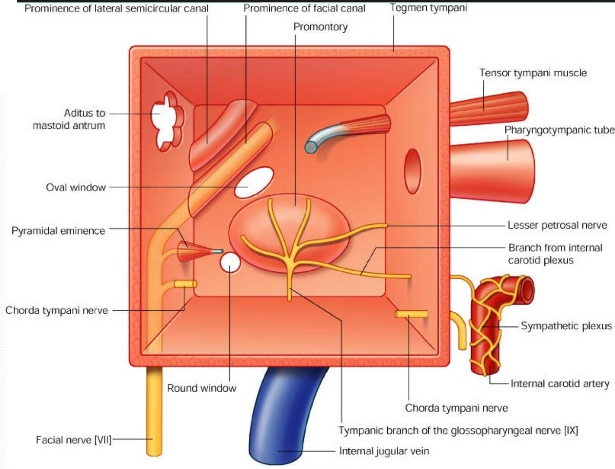 Prominence of lateral semicircular canal
Prominence of facial canal
Tegmen tympani
Promontory
Tensor tympani muscle
Aditus to
mastoid antrum
Pharyngotympanic tube
Oval window
Pyramidal eminence
Lesser petrosal nerve
Branch from internal
carotid plexus
Chorda tympani nerve
Sympathetic plexus
Round window
Internal carotid artery
Chorda tympani nerve
Tympanic branch of the glossopharyngeal nerve [IX]
Facial nerve [VII]
Internal jugular vein